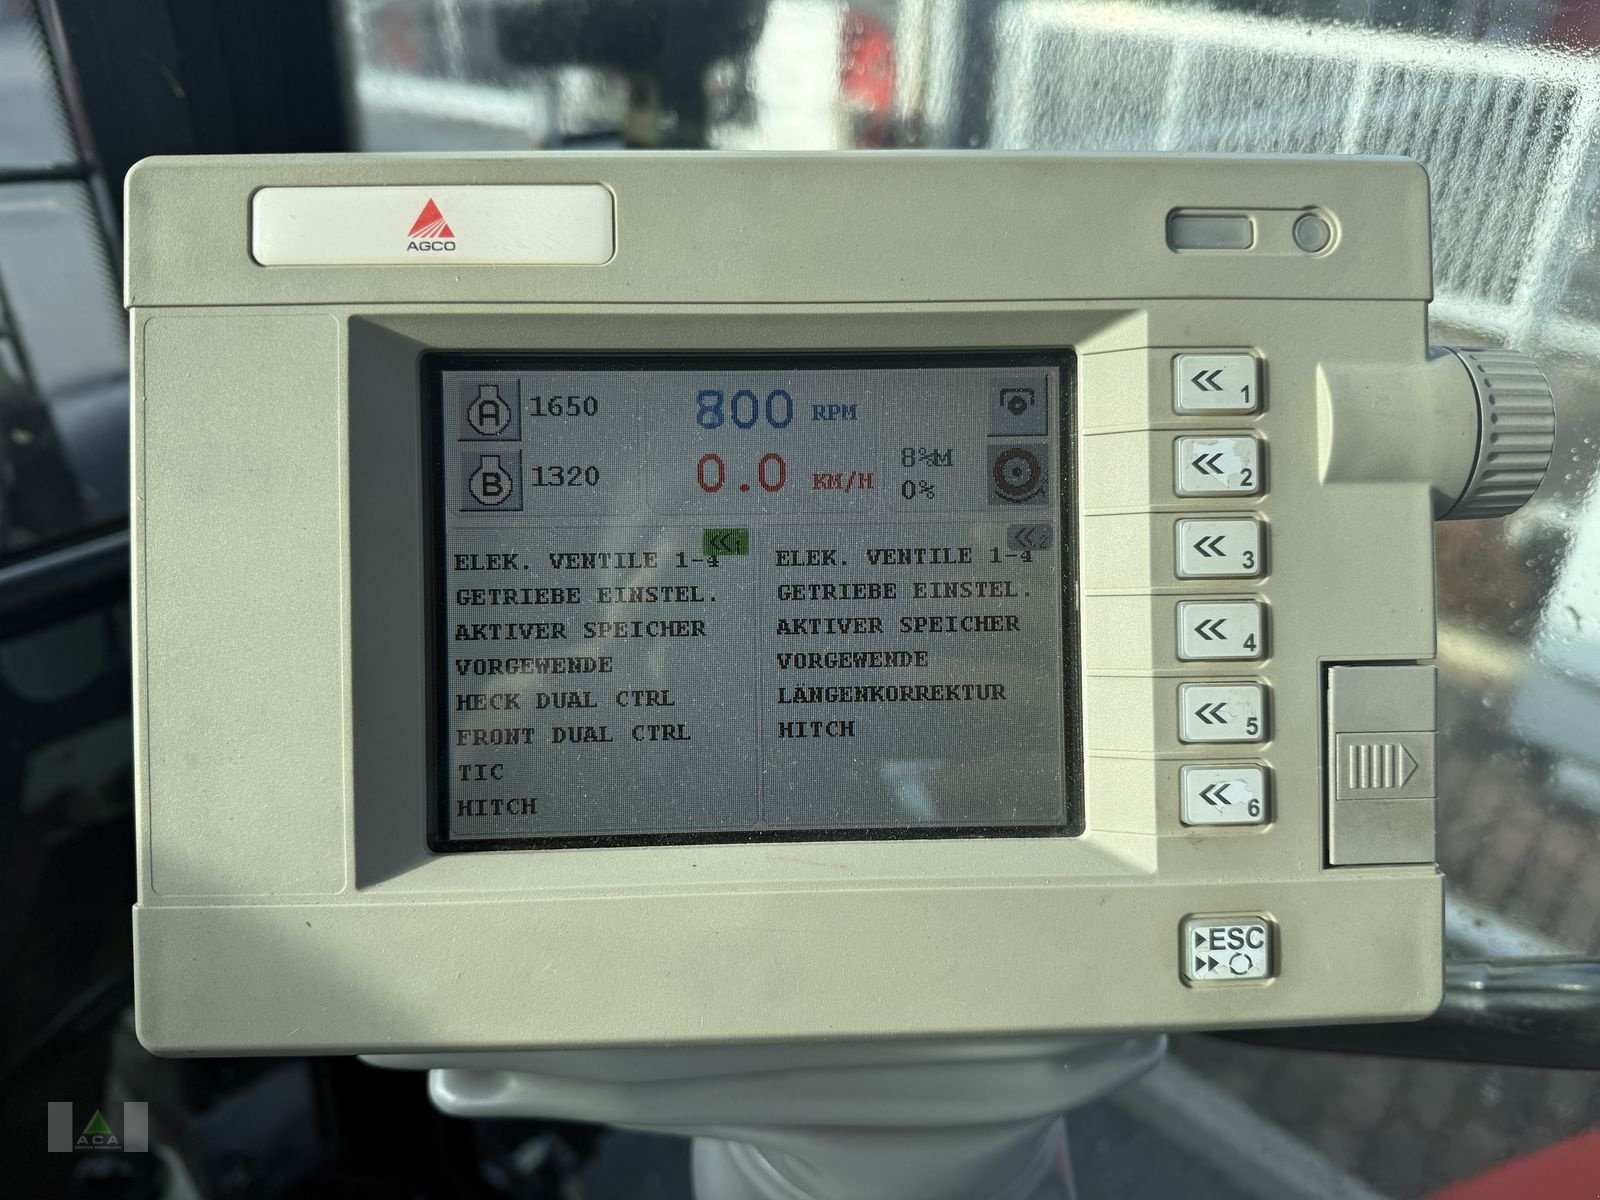 AGCO
A 1650 800 RPM
B 1320 0.0 KM/H 8% M
0%
≪1
≪2
ELEK. VENTILE 1-4
GETRIEBE EINSTEL.
AKTIVER SPEICHER
VORGEWENDE
HECK DUAL CTRL
FRONT DUAL CTRL
TIC
HITCH
ELEK. VENTILE 1-4
GETRIEBE EINSTEL.
AKTIVER SPEICHER
VORGEWENDE
LÄNGENKORREKTUR
HITCH
≪ 1
≪ 2
≪ 3
≪ 4
≪ 5
≪ 6
ESC
ACA